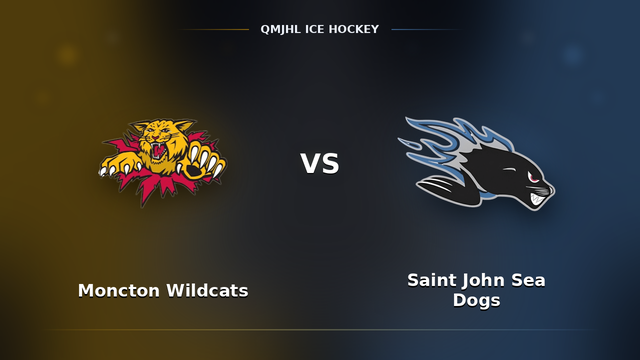 QMJHL ICE HOCKEY
VS
Moncton Wildcats
Saint John Sea
Dogs